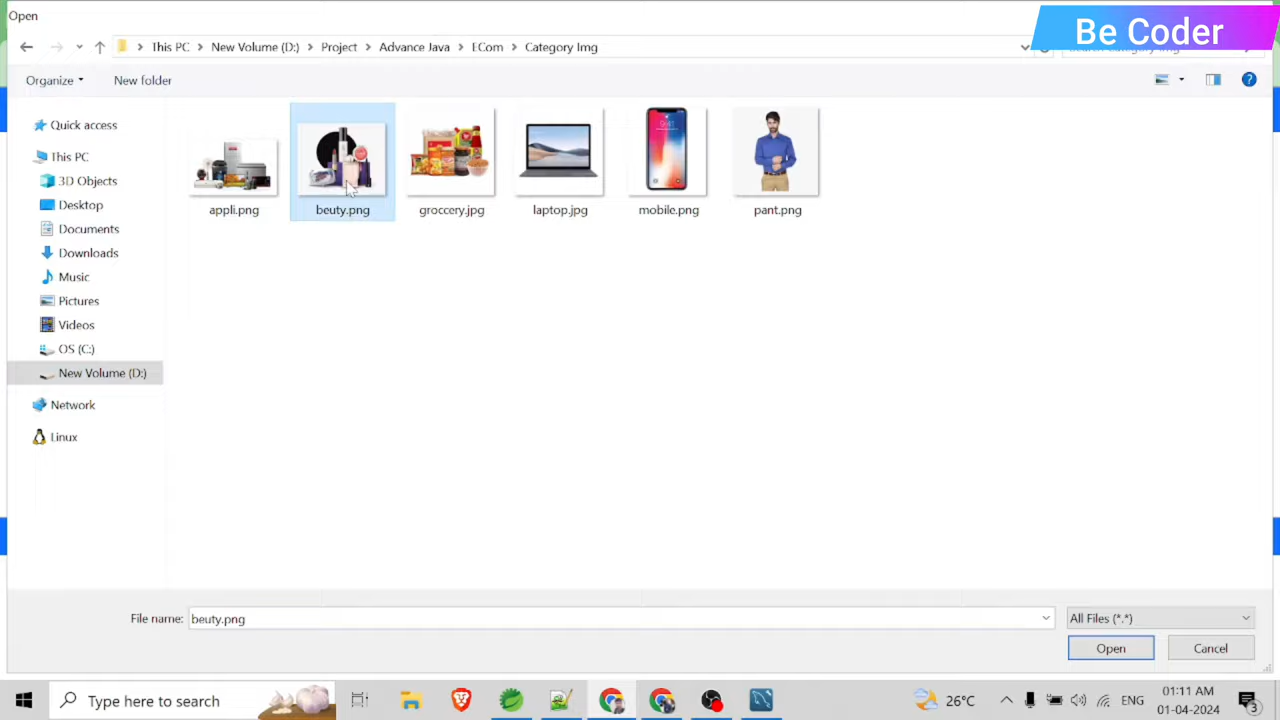 Open
Be Coder
This PC
New Volume (D:)
Project
Advance Java
ECom
Category Img
Organize
New folder
Quick access
This PC
3D Objects
Desktop
Documents
Downloads
Music
Pictures
Videos
OS (C:)
New Volume (D:)
Network
Linux
appli.png
beuty.png
groccery.jpg
laptop.jpg
mobile.png
pant.png
File name:
beuty.png
All Files (*.*)
Open
Cancel
Type here to search
26°C
ENG
01:11 AM
01-04-2024
3